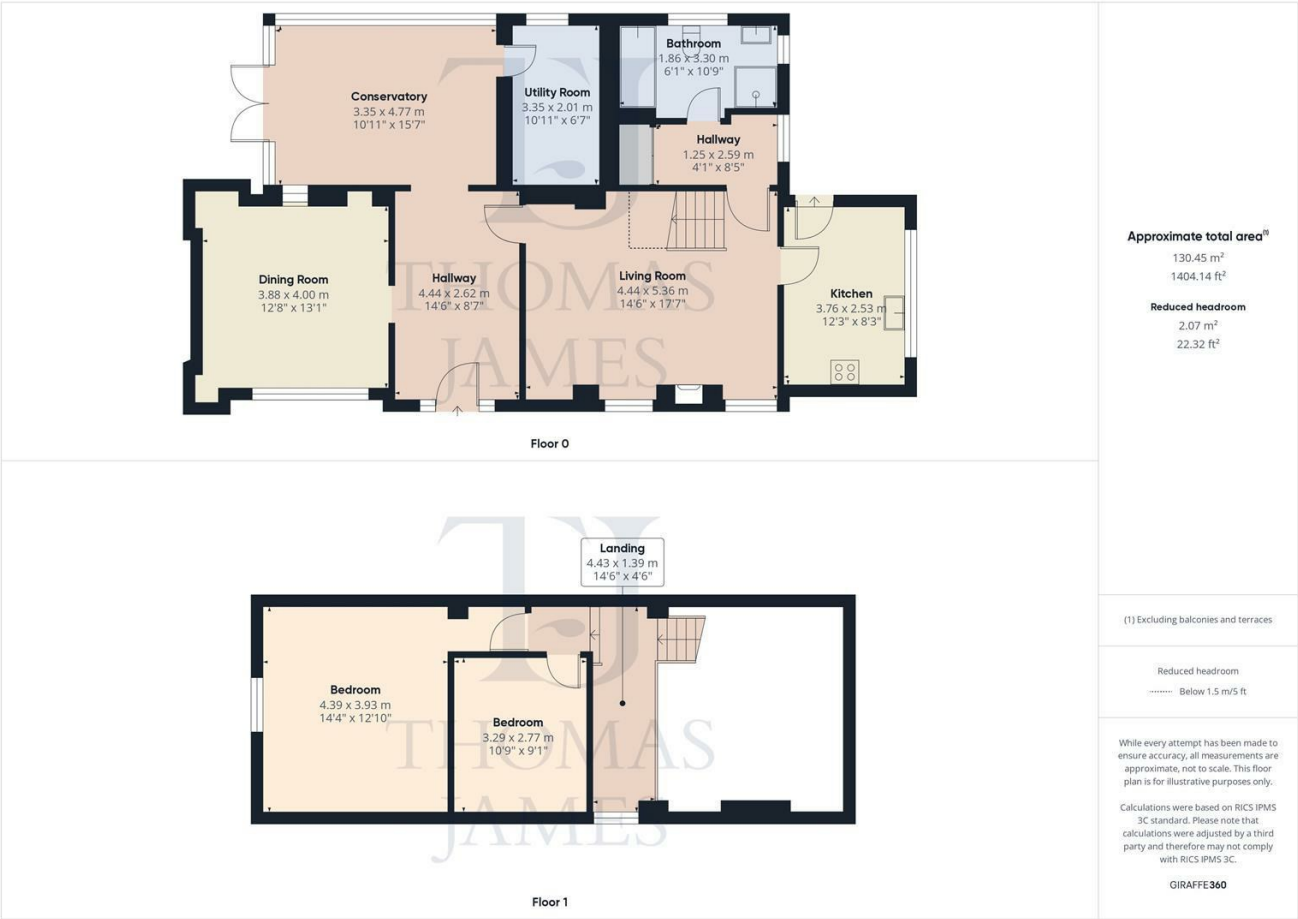 Conservatory
3.35 x 4.77 m
10'11" x 15'7"
Utility Room
3.35 x 2.01 m
10'11" x 6'7"
Bathroom
1.86 x 3.30 m
6'1" x 10'9"
Hallway
1.25 x 2.59 m
4'1" x 8'5"
Dining Room
3.88 x 4.00 m
12'8" x 13'1"
Hallway
4.44 x 2.62 m
14'6" x 8'7"
Living Room
4.44 x 5.36 m
14'6" x 17'7"
Kitchen
3.76 x 2.53 m
12'3" x 8'3"
TJ
THOMAS
JAMES
Floor 0
Landing
4.43 x 1.39 m
14'6" x 4'6"
Bedroom
4.39 x 3.93 m
14'4" x 12'10"
Bedroom
3.29 x 2.77 m
10'9" x 9'1"
TJ
THOMAS
JAMES
Floor 1
Approximate total area(1)
130.45 m²
1404.14 ft²
Reduced headroom
2.07 m²
22.32 ft²
(1) Excluding balconies and terraces
Reduced headroom
Below 1.5 m/5 ft
While every attempt has been made to
ensure accuracy, all measurements are
approximate, not to scale. This floor
plan is for illustrative purposes only.
Calculations were based on RICS IPMS
3C standard. Please note that
calculations were adjusted by a third
party and therefore may not comply
with RICS IPMS 3C.
GIRAFFE360